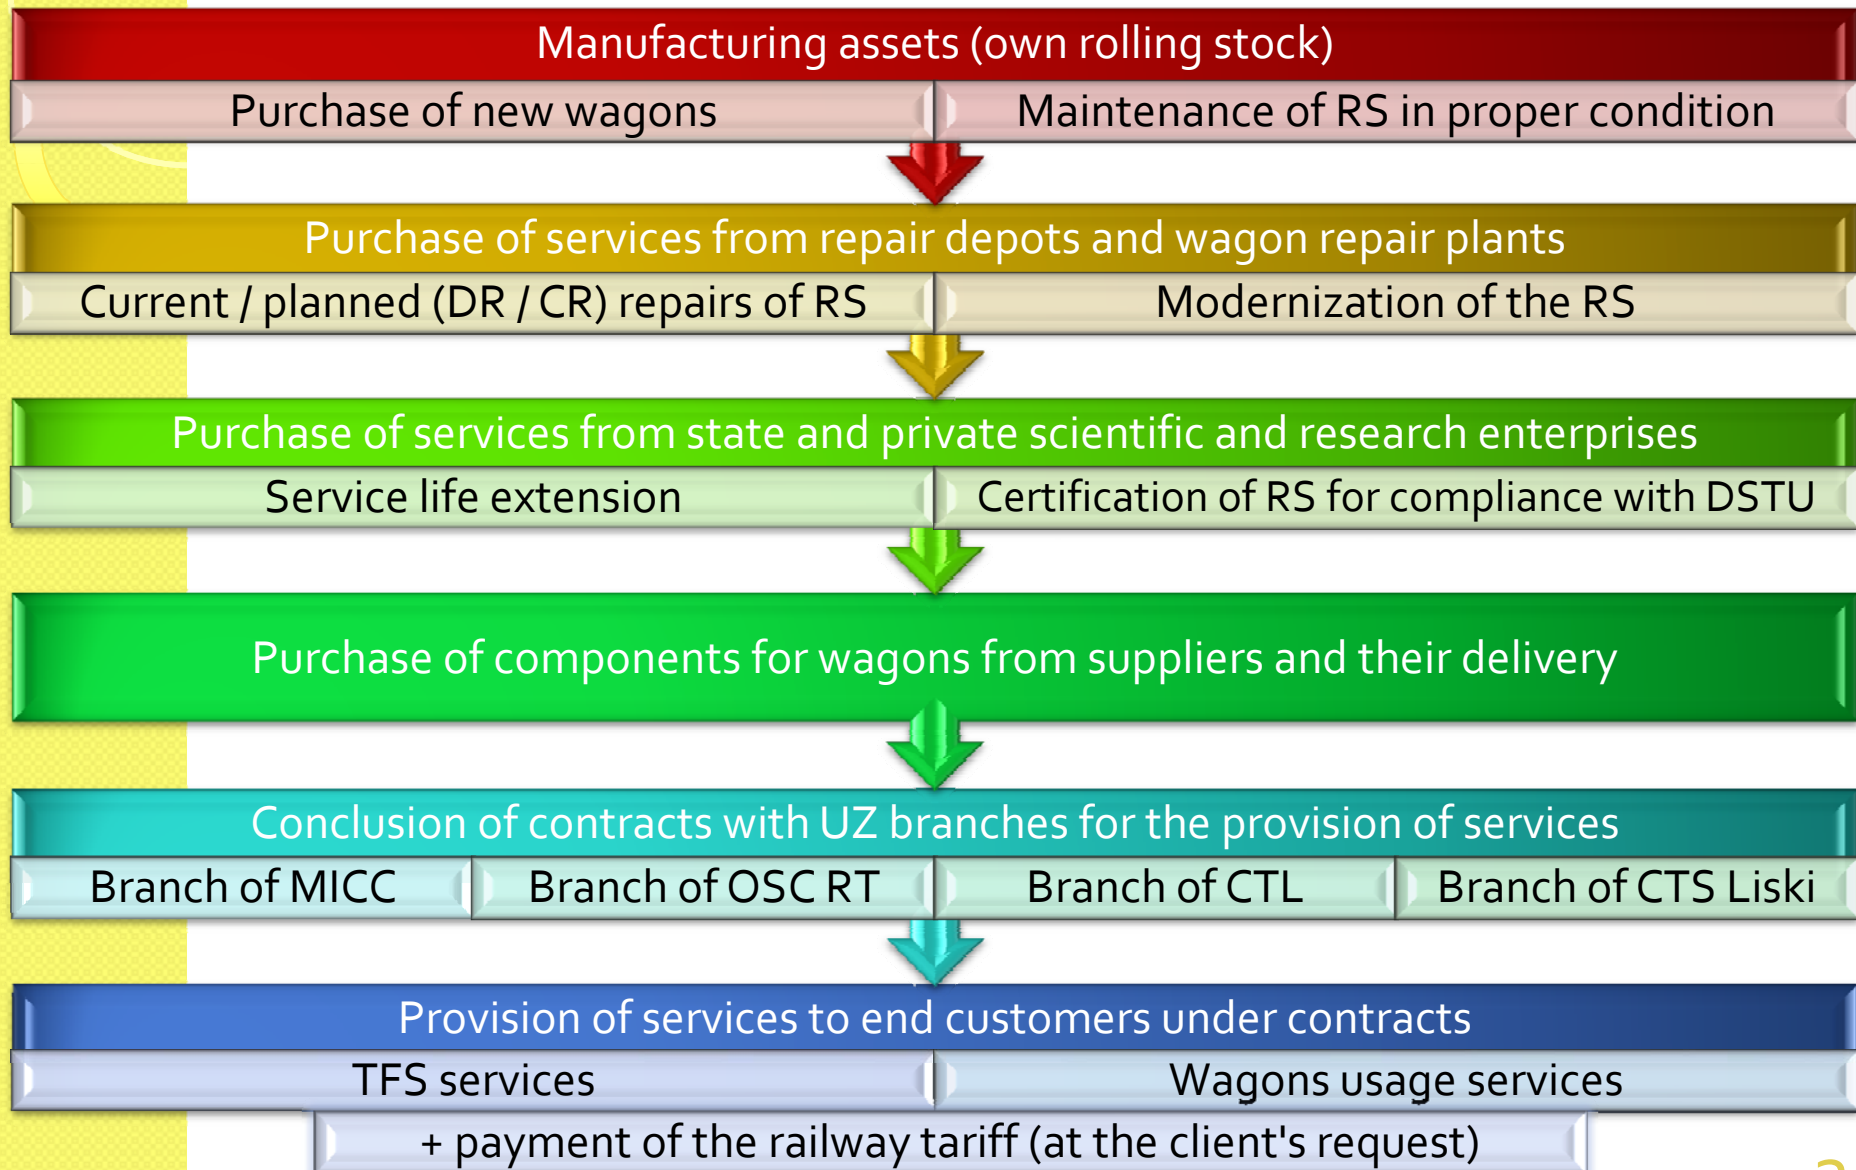 Manufacturing assets (own rolling stock)
Purchase of new wagons
Maintenance of RS in proper condition
Purchase of services from repair depots and wagon repair plants
Current / planned (DR / CR) repairs of RS
Modernization of the RS
Purchase of services from state and private scientific and research enterprises
Service life extension
Certification of RS for compliance with DSTU
Purchase of components for wagons from suppliers and their delivery
Conclusion of contracts with UZ branches for the provision of services
Branch of MICC
Branch of OSC RT
Branch of CTL
Branch of CTS Liski
Provision of services to end customers under contracts
TFS services
Wagons usage services
+ payment of the railway tariff (at the client's request)